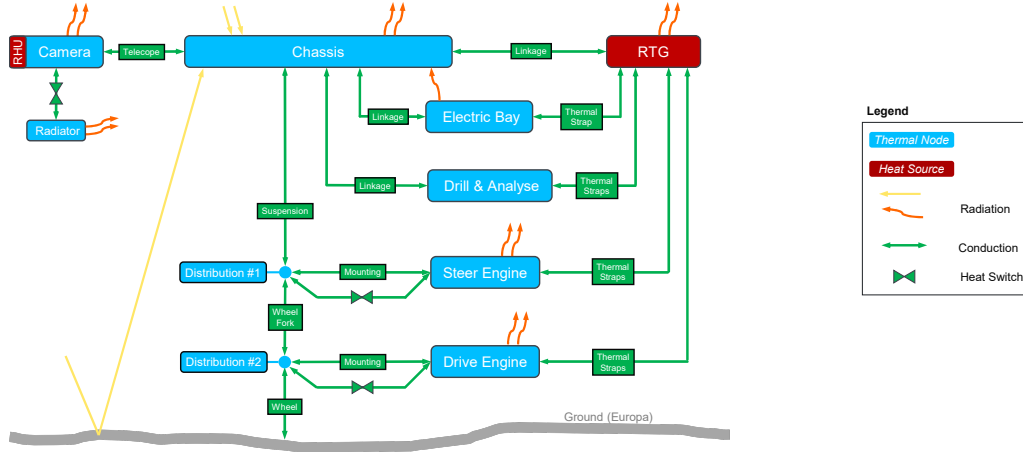 RHU
Camera
Telecope
Chassis
Linkage
RTG
Radiator
Linkage
Electric Bay
Thermal
Strap
Linkage
Drill & Analyse
Thermal
Straps
Suspension
Distribution #1
Mounting
Steer Engine
Thermal
Straps
Wheel
Fork
Distribution #2
Mounting
Drive Engine
Thermal
Straps
Wheel
Ground (Europa)
Legend
Thermal Node
Heat Source
Radiation
Conduction
Heat Switch